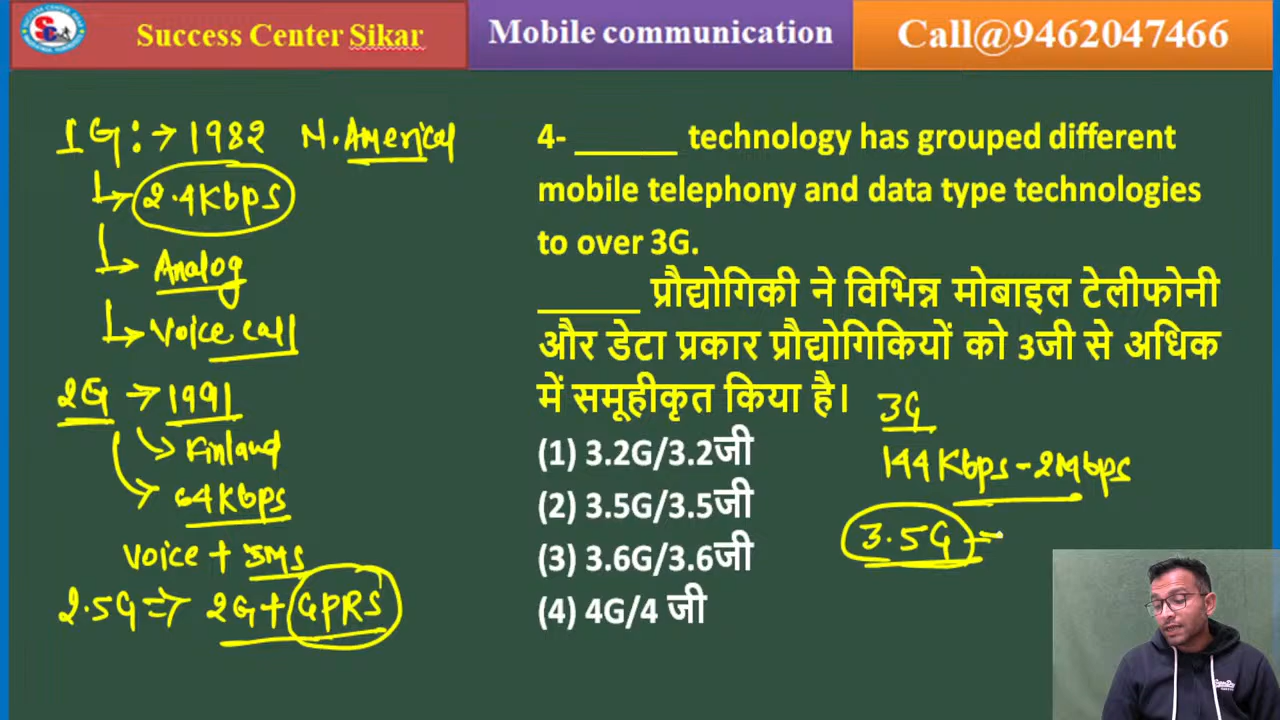 Success Center Sikar
Mobile communication
Call@9462047466
1G:→ 1982 N.American
2.4Kbps
Analog
Voice call
2G → 1991
Finland
64Kbps
Voice + SMS
2.5G ⇒ 2G+GPRS
4- ______ technology has grouped different
mobile telephony and data type technologies
to over 3G.
______ प्रौद्योगिकी ने विभिन्न मोबाइल टेलीफोनी
और डेटा प्रकार प्रौद्योगिकियों को 3जी से अधिक
में समूहीकृत किया है।
(1) 3.2G/3.2जी
(2) 3.5G/3.5जी
(3) 3.6G/3.6जी
(4) 4G/4 जी
3G
144Kbps-2Mbps
3.5G =